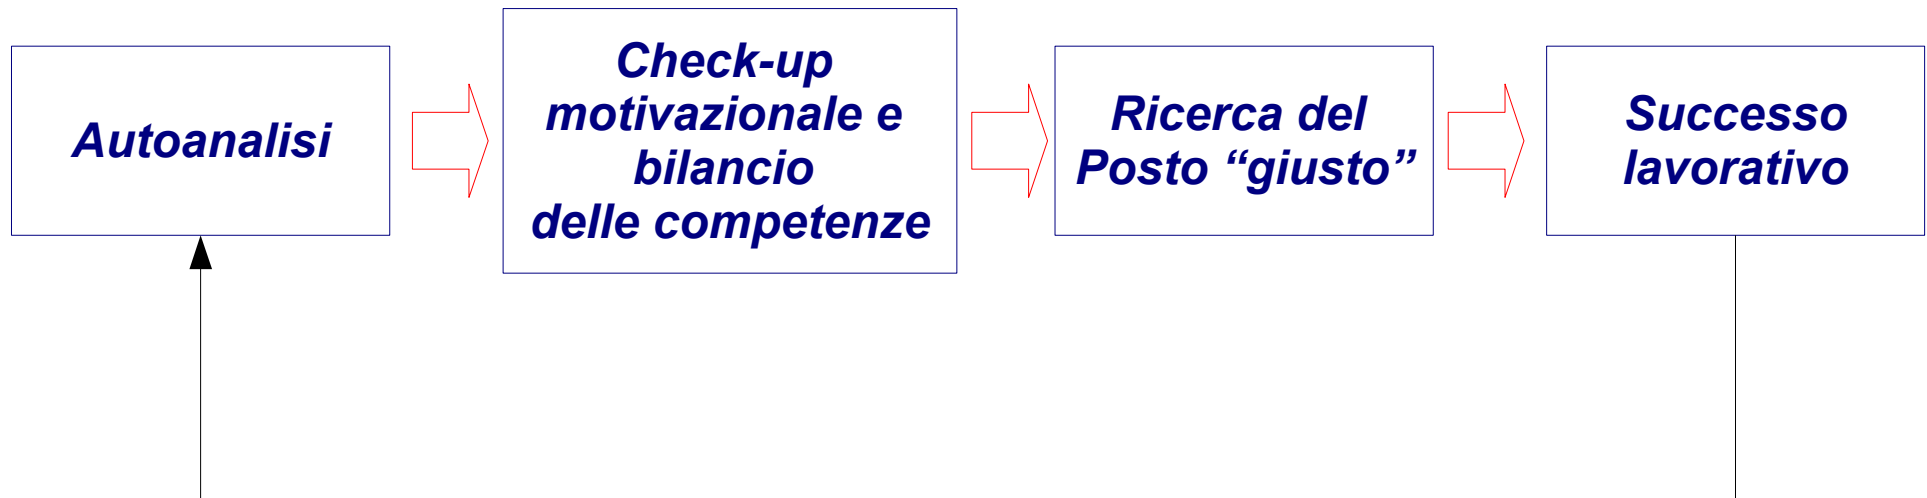 Autoanalisi
Check-up
motivazionale e
bilancio
delle competenze
Ricerca del
Posto “giusto”
Successo
lavorativo